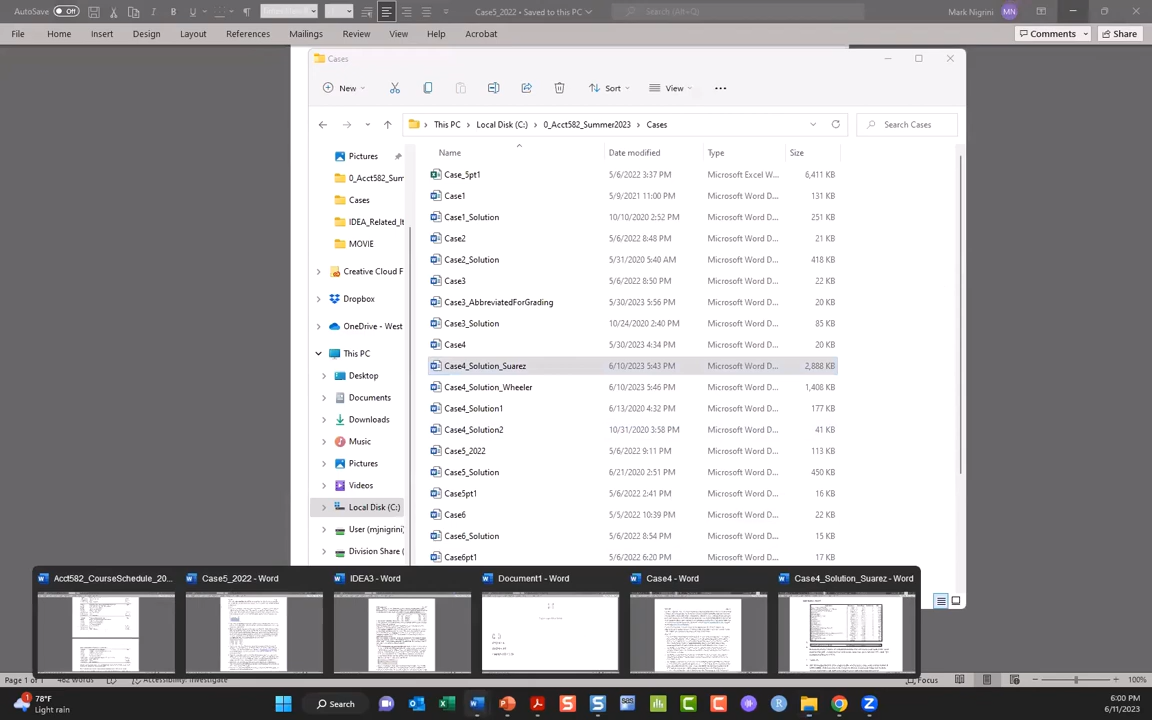 AutoSave Off Case5_2022 • Saved to this PC Search (Alt+Q) Mark Nigrini MN
File Home Insert Design Layout References Mailings Review View Help Acrobat Comments Share
Cases
New Sort View
This PC > Local Disk (C:) > 0_Acct582_Summer2023 > Cases Search Cases
Name Date modified Type Size
Pictures
0_Acct582_Sum
Cases
IDEA_Related_It
MOVIE
Creative Cloud F
Dropbox
OneDrive - West
This PC
Desktop
Documents
Downloads
Music
Pictures
Videos
Local Disk (C:)
User (mjnigrini
Division Share (
Case_5pt1 5/6/2022 3:37 PM Microsoft Excel W... 6,411 KB
Case1 5/9/2021 11:00 PM Microsoft Word D... 131 KB
Case1_Solution 10/10/2020 2:52 PM Microsoft Word D... 251 KB
Case2 5/6/2022 8:48 PM Microsoft Word D... 21 KB
Case2_Solution 5/31/2020 5:40 AM Microsoft Word D... 418 KB
Case3 5/6/2022 8:50 PM Microsoft Word D... 22 KB
Case3_AbbreviatedForGrading 5/30/2023 5:56 PM Microsoft Word D... 20 KB
Case3_Solution 10/24/2020 2:40 PM Microsoft Word D... 85 KB
Case4 5/30/2023 4:34 PM Microsoft Word D... 20 KB
Case4_Solution_Suarez 6/10/2023 5:43 PM Microsoft Word D... 2,888 KB
Case4_Solution_Wheeler 6/10/2023 5:46 PM Microsoft Word D... 1,408 KB
Case4_Solution1 6/13/2020 4:32 PM Microsoft Word D... 177 KB
Case4_Solution2 10/31/2020 3:58 PM Microsoft Word D... 41 KB
Case5_2022 5/6/2022 9:11 PM Microsoft Word D... 113 KB
Case5_Solution 6/21/2020 2:51 PM Microsoft Word D... 450 KB
Case5pt1 5/6/2022 2:41 PM Microsoft Word D... 16 KB
Case6 5/5/2022 10:39 PM Microsoft Word D... 22 KB
Case6_Solution 5/6/2022 8:54 PM Microsoft Word D... 15 KB
Case6pt1 5/6/2022 6:20 PM Microsoft Word D... 17 KB
Acct582_CourseSchedule_20... Case5_2022 - Word IDEA3 - Word Document1 - Word Case4 - Word Case4_Solution_Suarez - Word
Page 1 of 1 482 words Accessibility: Investigate Focus 100%
78°F
Light rain
Search
6:00 PM
6/11/2023